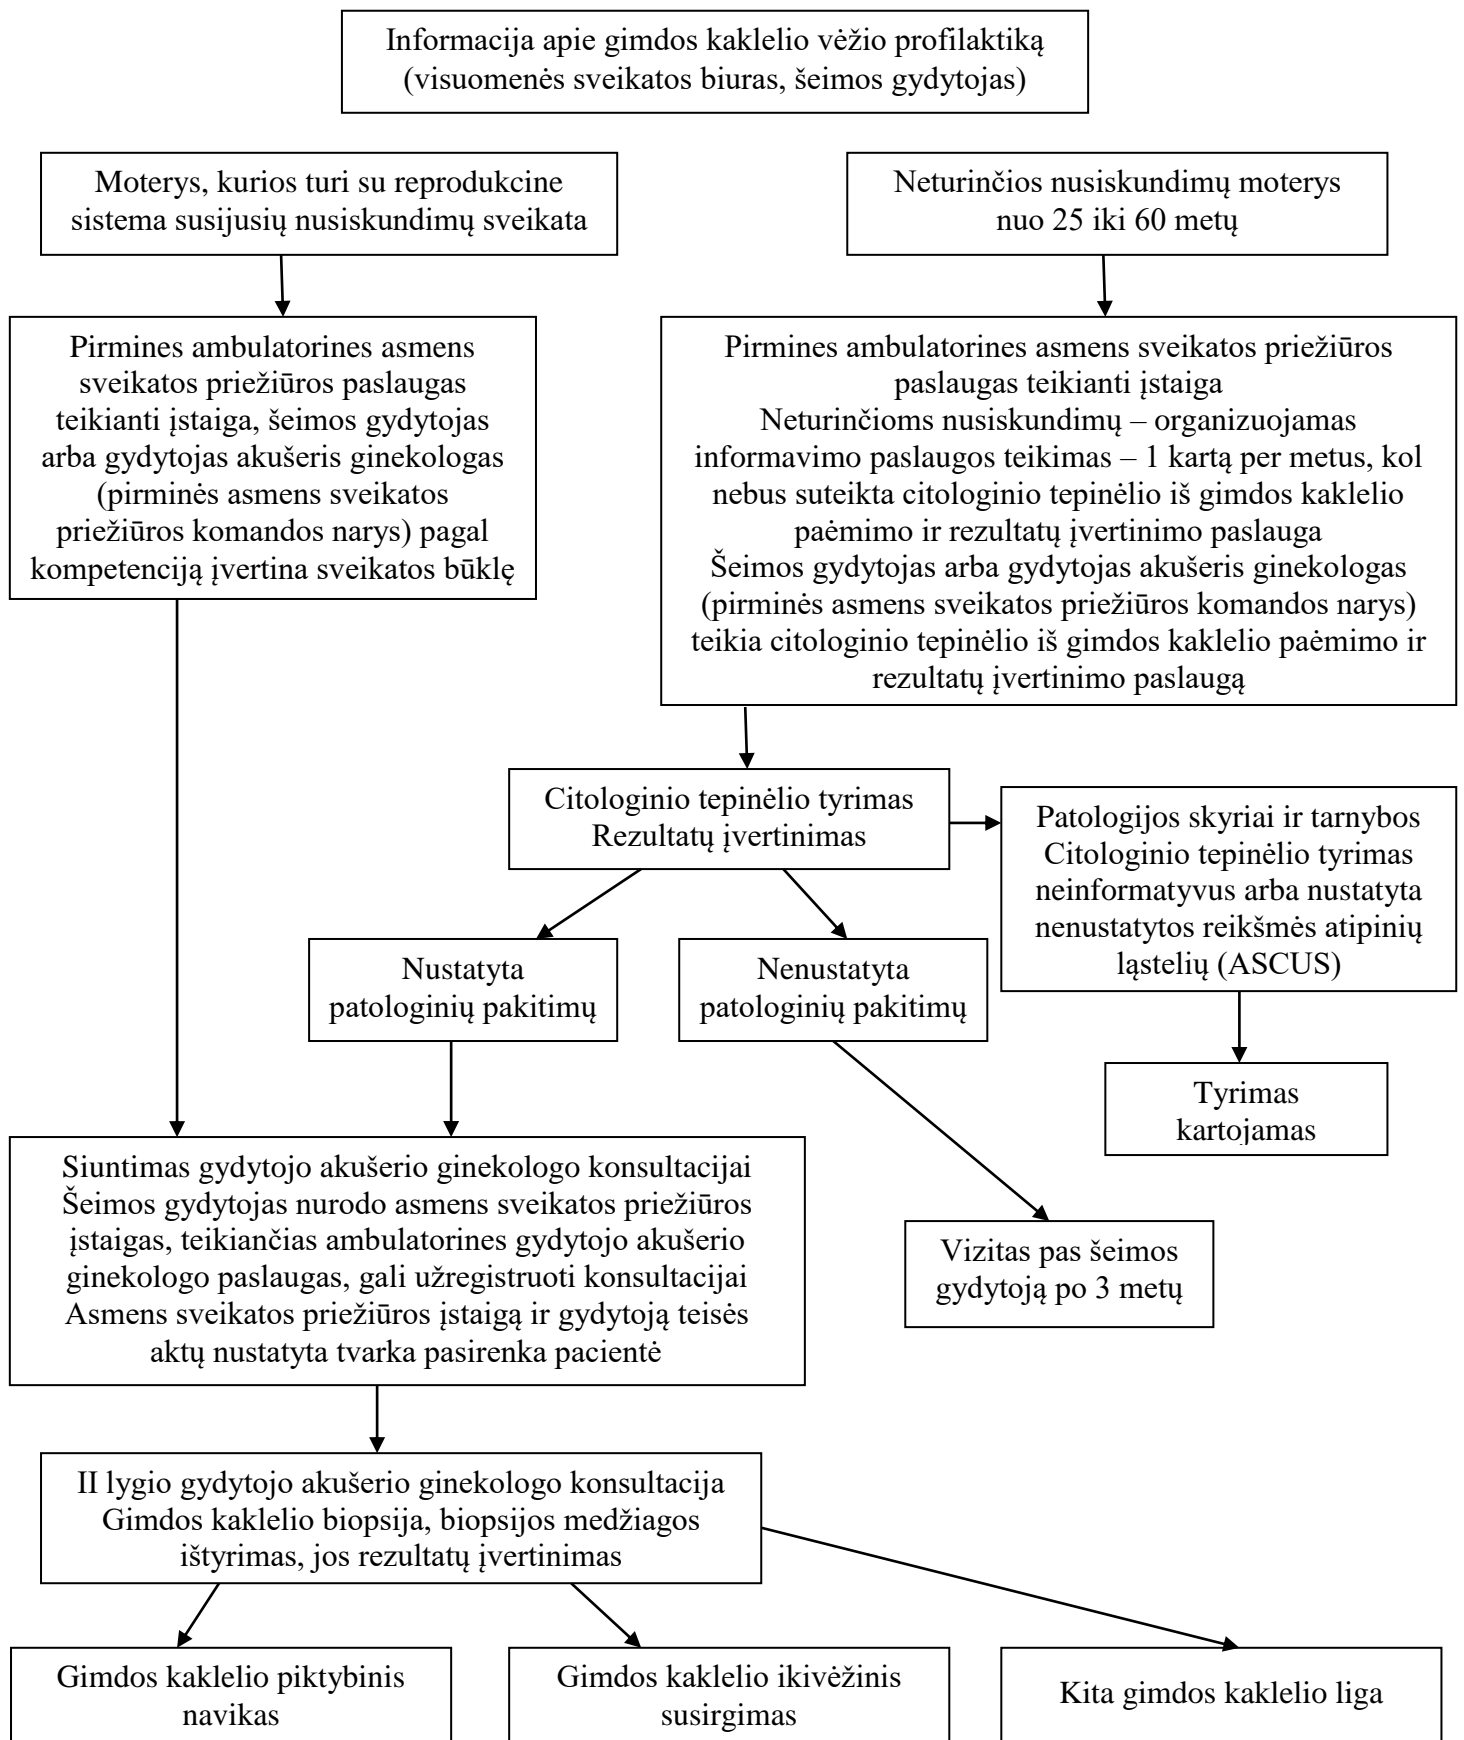 Informacija apie gimdos kaklelio vėžio profilaktiką
(visuomenės sveikatos biuras, šeimos gydytojas)
Moterys, kurios turi su reprodukcine
sistema susijusių nusiskundimų sveikata
Neturinčios nusiskundimų moterys
nuo 25 iki 60 metų
Pirmines ambulatorines asmens
sveikatos priežiūros paslaugas
teikianti įstaiga, šeimos gydytojas
arba gydytojas akušeris ginekologas
(pirminės asmens sveikatos
priežiūros komandos narys) pagal
kompetenciją įvertina sveikatos būklę
Pirmines ambulatorines asmens sveikatos priežiūros
paslaugas teikianti įstaiga
Neturinčioms nusiskundimų – organizuojamas
informavimo paslaugos teikimas – 1 kartą per metus, kol
nebus suteikta citologinio tepinėlio iš gimdos kaklelio
paėmimo ir rezultatų įvertinimo paslauga
Šeimos gydytojas arba gydytojas akušeris ginekologas
(pirminės asmens sveikatos priežiūros komandos narys)
teikia citologinio tepinėlio iš gimdos kaklelio paėmimo ir
rezultatų įvertinimo paslaugą
Citologinio tepinėlio tyrimas
Rezultatų įvertinimas
Patologijos skyriai ir tarnybos
Citologinio tepinėlio tyrimas
neinformatyvus arba nustatyta
nenustatytos reikšmės atipinių
ląstelių (ASCUS)
Nustatyta
patologinių pakitimų
Nenustatyta
patologinių pakitimų
Tyrimas
kartojamas
Siuntimas gydytojo akušerio ginekologo konsultacijai
Šeimos gydytojas nurodo asmens sveikatos priežiūros
įstaigas, teikiančias ambulatorines gydytojo akušerio
ginekologo paslaugas, gali užregistruoti konsultacijai
Asmens sveikatos priežiūros įstaigą ir gydytoją teisės
aktų nustatyta tvarka pasirenka pacientė
Vizitas pas šeimos
gydytoją po 3 metų
II lygio gydytojo akušerio ginekologo konsultacija
Gimdos kaklelio biopsija, biopsijos medžiagos
ištyrimas, jos rezultatų įvertinimas
Gimdos kaklelio piktybinis
navikas
Gimdos kaklelio ikivėžinis
susirgimas
Kita gimdos kaklelio liga